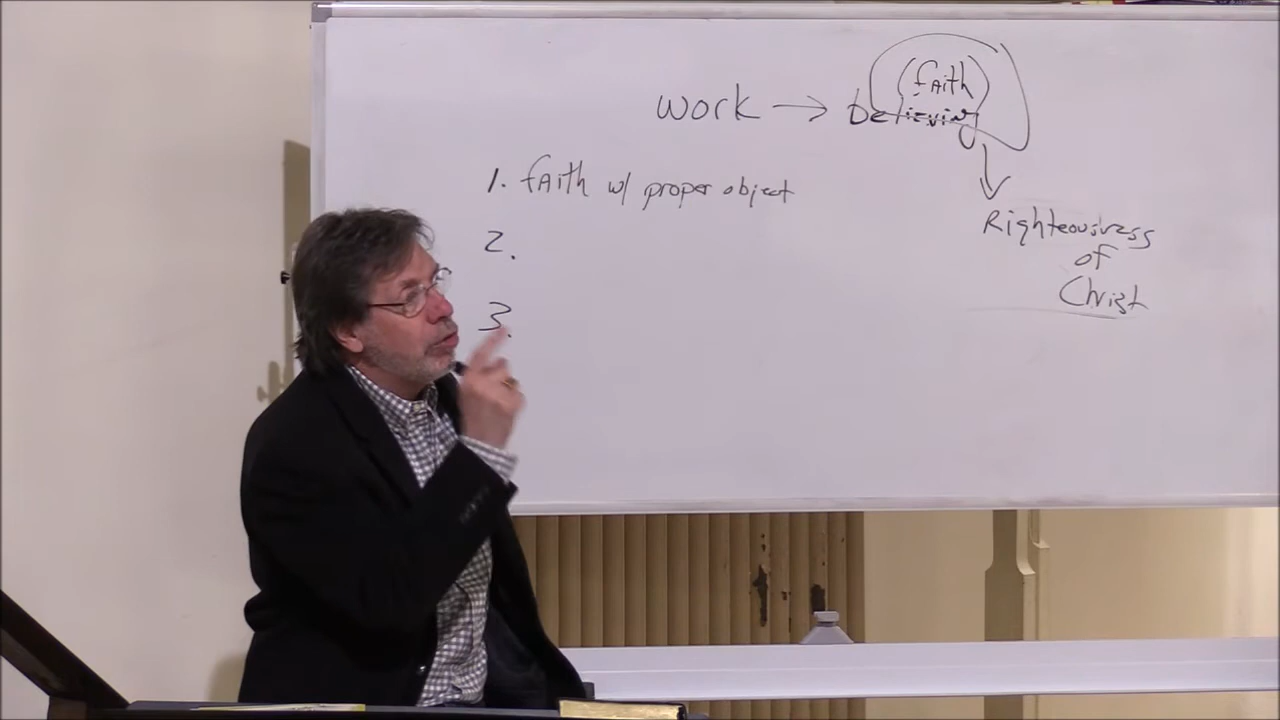 (fAith)
work → believing
1. fAith w/ proper object
Righteousness
2.
of
Christ
3.